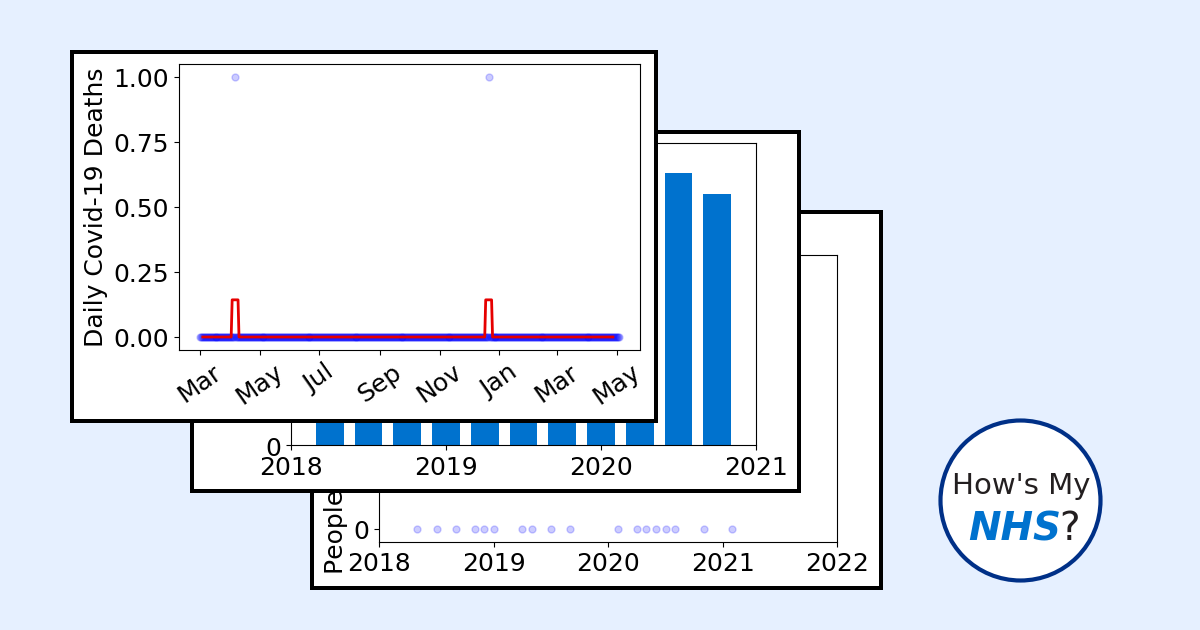 Daily Covid-19 Deaths
1.00
0.75
0.50
0.25
0.00
Mar May Jul Sep Nov Jan Mar May
0
2018 2019 2020 2021
People
0
2018 2019 2020 2021 2022
How's My
NHS?